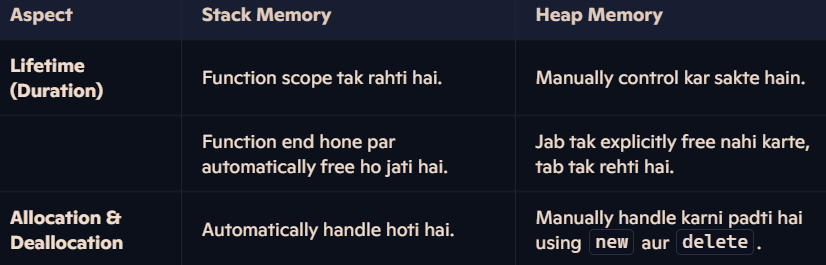 Aspect Stack Memory Heap Memory
Lifetime
(Duration)
Function scope tak rahti hai.
Manually control kar sakte hain.
Function end hone par
automatically free ho jati hai.
Jab tak explicitly free nahi karte,
tab tak rehti hai.
Allocation &
Deallocation
Automatically handle hoti hai.
Manually handle karni padti hai
using new aur delete.